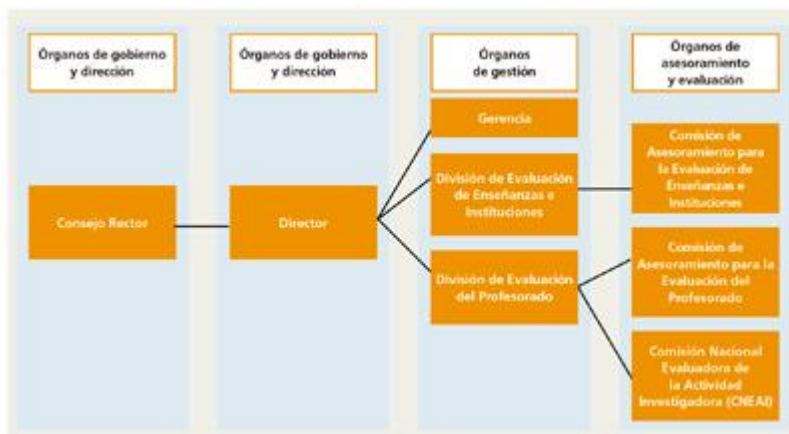 Órganos de gobierno
y dirección
Órganos de gobierno
y dirección
Órganos
de gestión
Órganos de
asesoramiento
y evaluación
Consejo Rector
Director
Gerencia
División de Evaluación
de Enseñanzas e
Instituciones
División de Evaluación
del Profesorado
Comisión de
Asesoramiento para
la Evaluación de
Enseñanzas e
Instituciones
Comisión de
Asesoramiento para la
Evaluación del
Profesorado
Comisión Nacional
Evaluadora de
la Actividad
Investigadora (CNEAI)